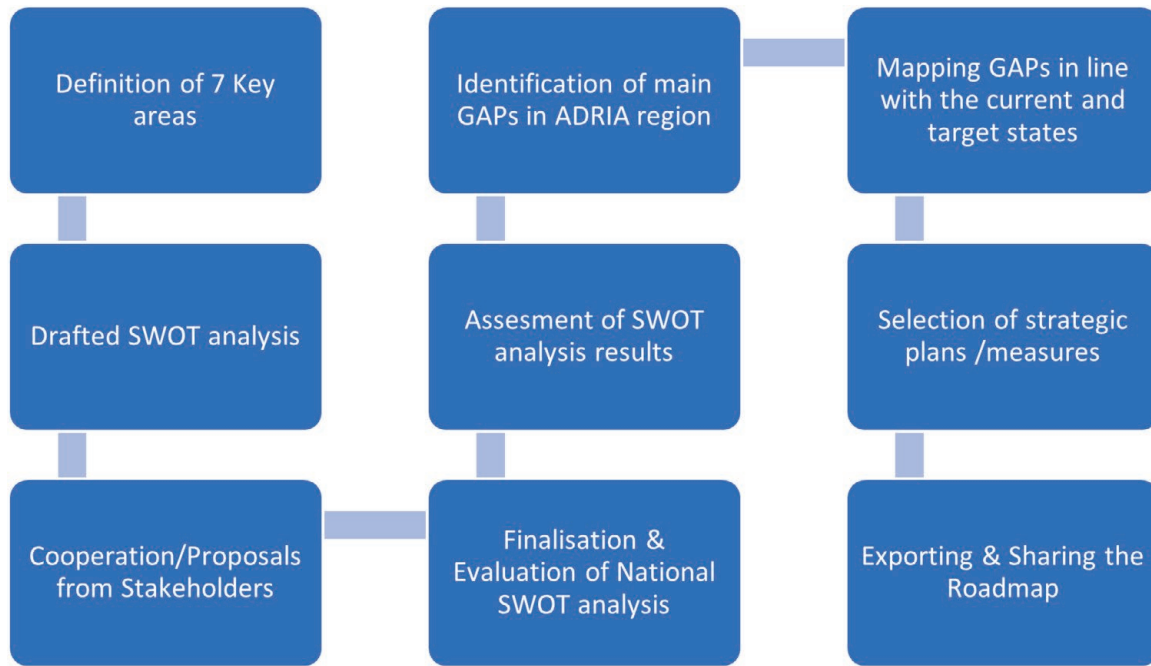 Definition of 7 Key
areas
Drafted SWOT analysis
Cooperation/Proposals
from Stakeholders
Finalisation &
Evaluation of National
SWOT analysis
Assesment of SWOT
analysis results
Identification of main
GAPs in ADRIA region
Mapping GAPs in line
with the current and
target states
Selection of strategic
plans /measures
Exporting & Sharing the
Roadmap